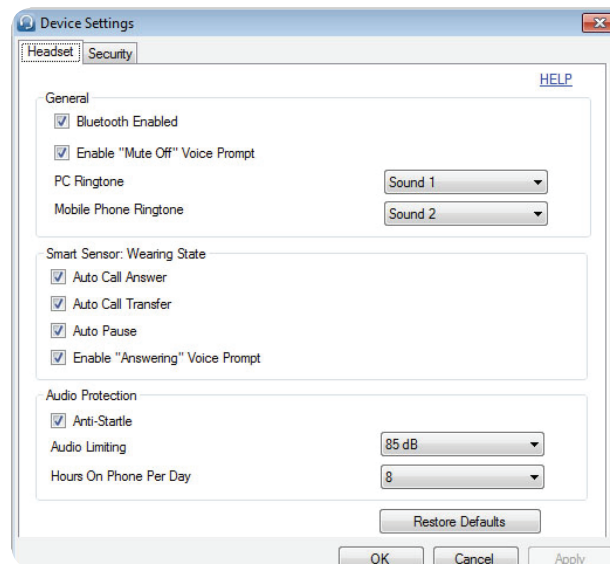 Device Settings
Headset Security
HELP
General
Bluetooth Enabled
Enable "Mute Off" Voice Prompt
PC Ringtone Sound 1
Mobile Phone Ringtone Sound 2
Smart Sensor: Wearing State
Auto Call Answer
Auto Call Transfer
Auto Pause
Enable "Answering" Voice Prompt
Audio Protection
Anti-Startle
Audio Limiting 85 dB
Hours On Phone Per Day 8
Restore Defaults
OK Cancel Apply